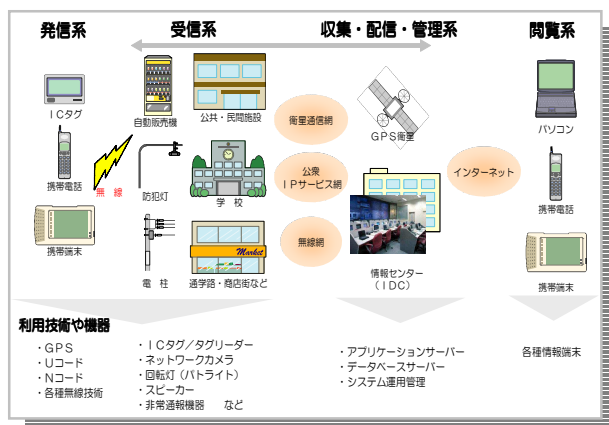 発信系
受信系
収集・配信・管理系
閲覧系
ICタグ
携帯電話
携帯端末
無線
自動販売機
公共・民間施設
防犯灯
学校
電柱
Market
通学路・商店街など
衛星通信網
公衆
IPサービス網
無線網
GPS衛星
情報センター
(IDC)
インターネット
パソコン
携帯電話
携帯端末
利用技術や機器
・GPS
・Uコード
・Nコード
・各種無線技術
・ICタグ/タグリーダー
・ネットワークカメラ
・回転灯(パトライト)
・スピーカー
・非常通報機器 など
・アプリケーションサーバー
・データベースサーバー
・システム運用管理
各種情報端末